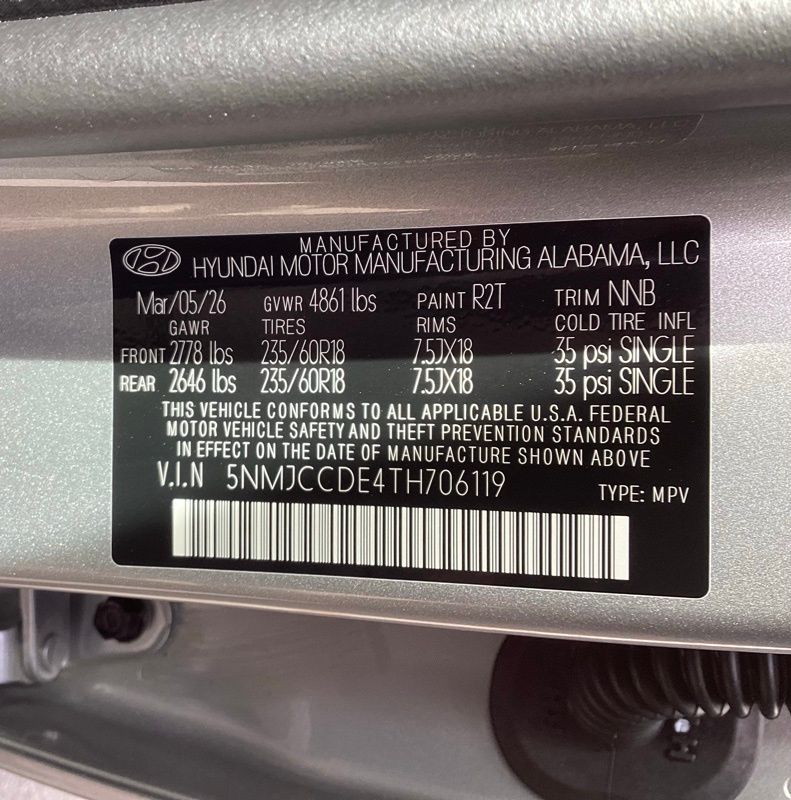 MANUFACTURED BY
HYUNDAI MOTOR MANUFACTURING ALABAMA, LLC
Mar/05/26 GVWR 4861 lbs PAINT R2T TRIM NNB
GAWR TIRES RIMS COLD TIRE INFL
FRONT 2778 lbs 235/60R18 7.5JX18 35 psi SINGLE
REAR 2646 lbs 235/60R18 7.5JX18 35 psi SINGLE
THIS VEHICLE CONFORMS TO ALL APPLICABLE U.S.A. FEDERAL
MOTOR VEHICLE SAFETY AND THEFT PREVENTION STANDARDS
IN EFFECT ON THE DATE OF MANUFACTURE SHOWN ABOVE
V.I.N 5NMJCCDE4TH706119 TYPE: MPV